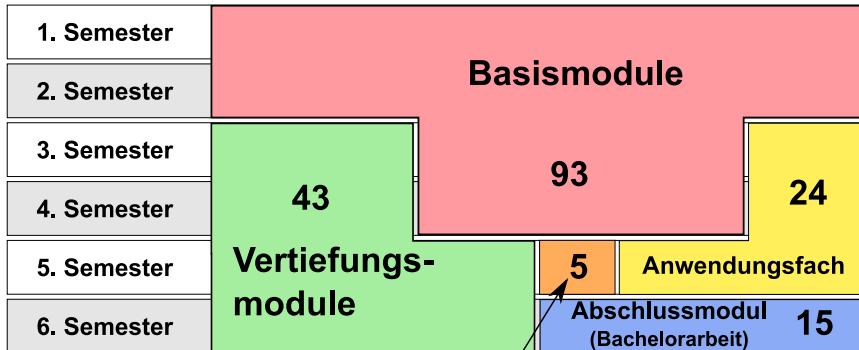 1. Semester
2. Semester
3. Semester
4. Semester
5. Semester
6. Semester
Basismodule
93
43
Vertiefungs-
module
24
Anwendungsfach
5
Abschlussmodul
(Bachelorarbeit)
15